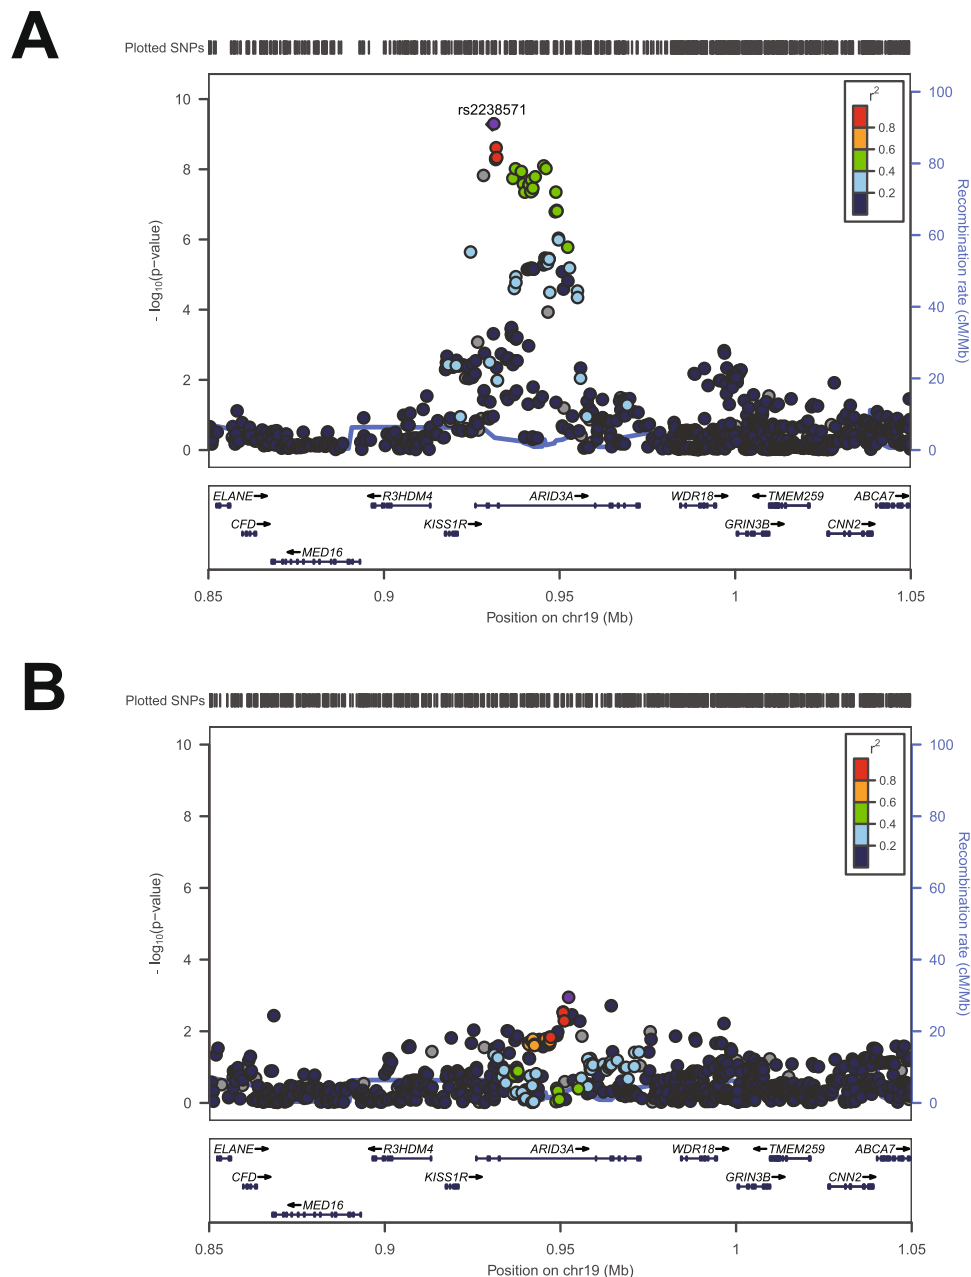 A
Plotted SNPs
rs2238571
r2
0.8
0.6
0.4
0.2
10
8
6
4
2
0
- log10(p−value)
100
80
60
40
20
0
Recombination rate (cM/Mb)
ELANE R3HDM4 ARID3A WDR18 TMEM259 ABCA7
CFD KISS1R GRIN3B CNN2
MED16
0.85 0.9 0.95 1 1.05
Position on chr19 (Mb)
B
Plotted SNPs
r2
0.8
0.6
0.4
0.2
10
8
6
4
2
0
- log10(p−value)
100
80
60
40
20
0
Recombination rate (cM/Mb)
ELANE R3HDM4 ARID3A WDR18 TMEM259 ABCA7
CFD KISS1R GRIN3B CNN2
MED16
0.85 0.9 0.95 1 1.05
Position on chr19 (Mb)